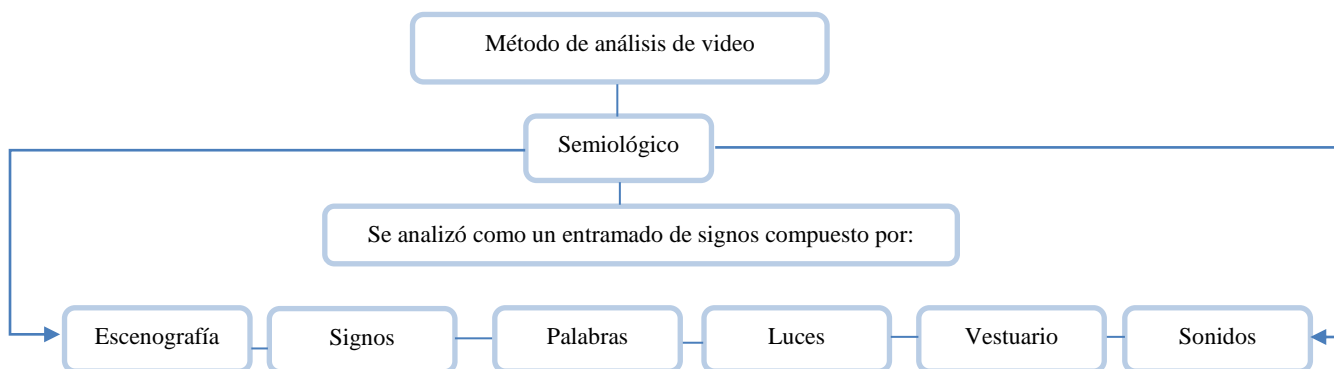 Método de análisis de video
Semiológico
Se analizó como un entramado de signos compuesto por:
Escenografía
Signos
Palabras
Luces
Vestuario
Sonidos